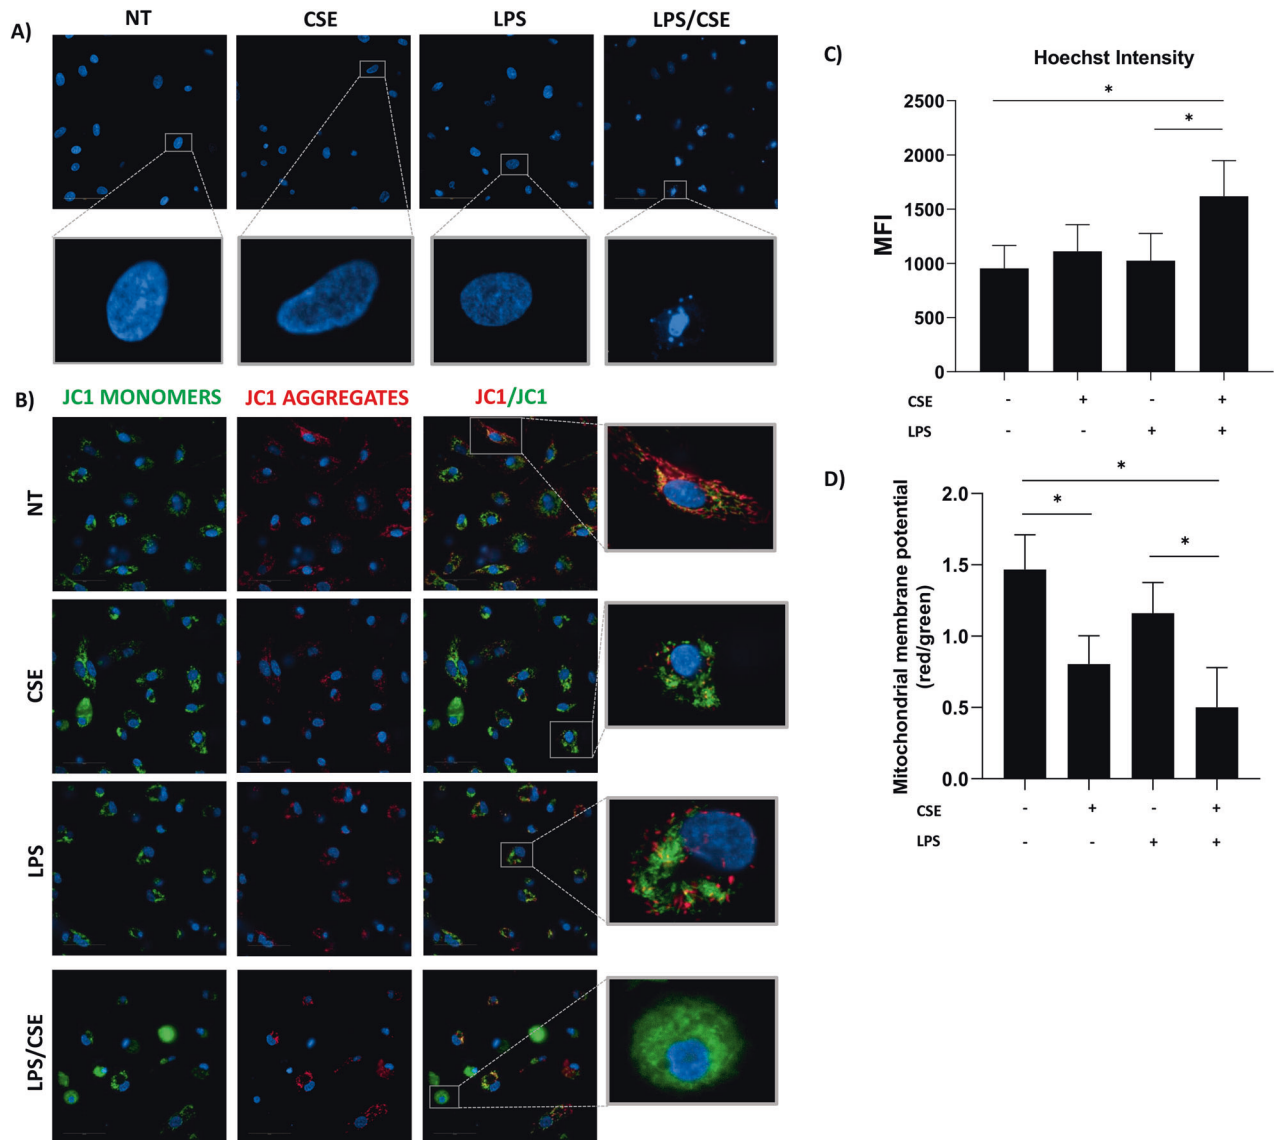 A)
NT CSE LPS LPS/CSE
B)
JC1 MONOMERS JC1 AGGREGATES JC1/JC1
NT
CSE
LPS
LPS/CSE
C)
Hoechst Intensity
*
*
MFI
2500
2000
1500
1000
500
0
CSE - + - +
LPS - - + +
D)
*
*
*
Mitochondrial membrane potential
(red/green)
2.0
1.5
1.0
0.5
0.0
CSE - + - +
LPS - - + +